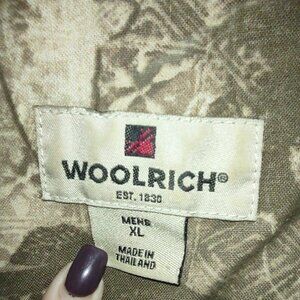 WOOLRICH®
EST. 1830
MENS
XL
MADE IN
THAILAND